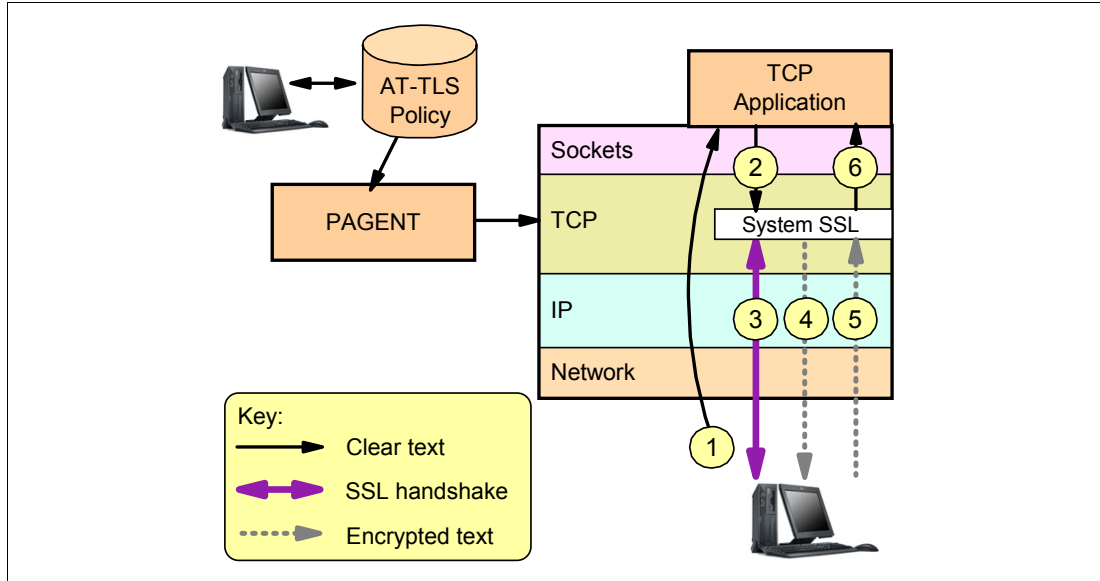 AT-TLS
Policy
TCP
Application
Sockets
2
6
PAGENT
TCP
System SSL
IP
3
4
5
Network
Key:
Clear text
SSL handshake
Encrypted text
1